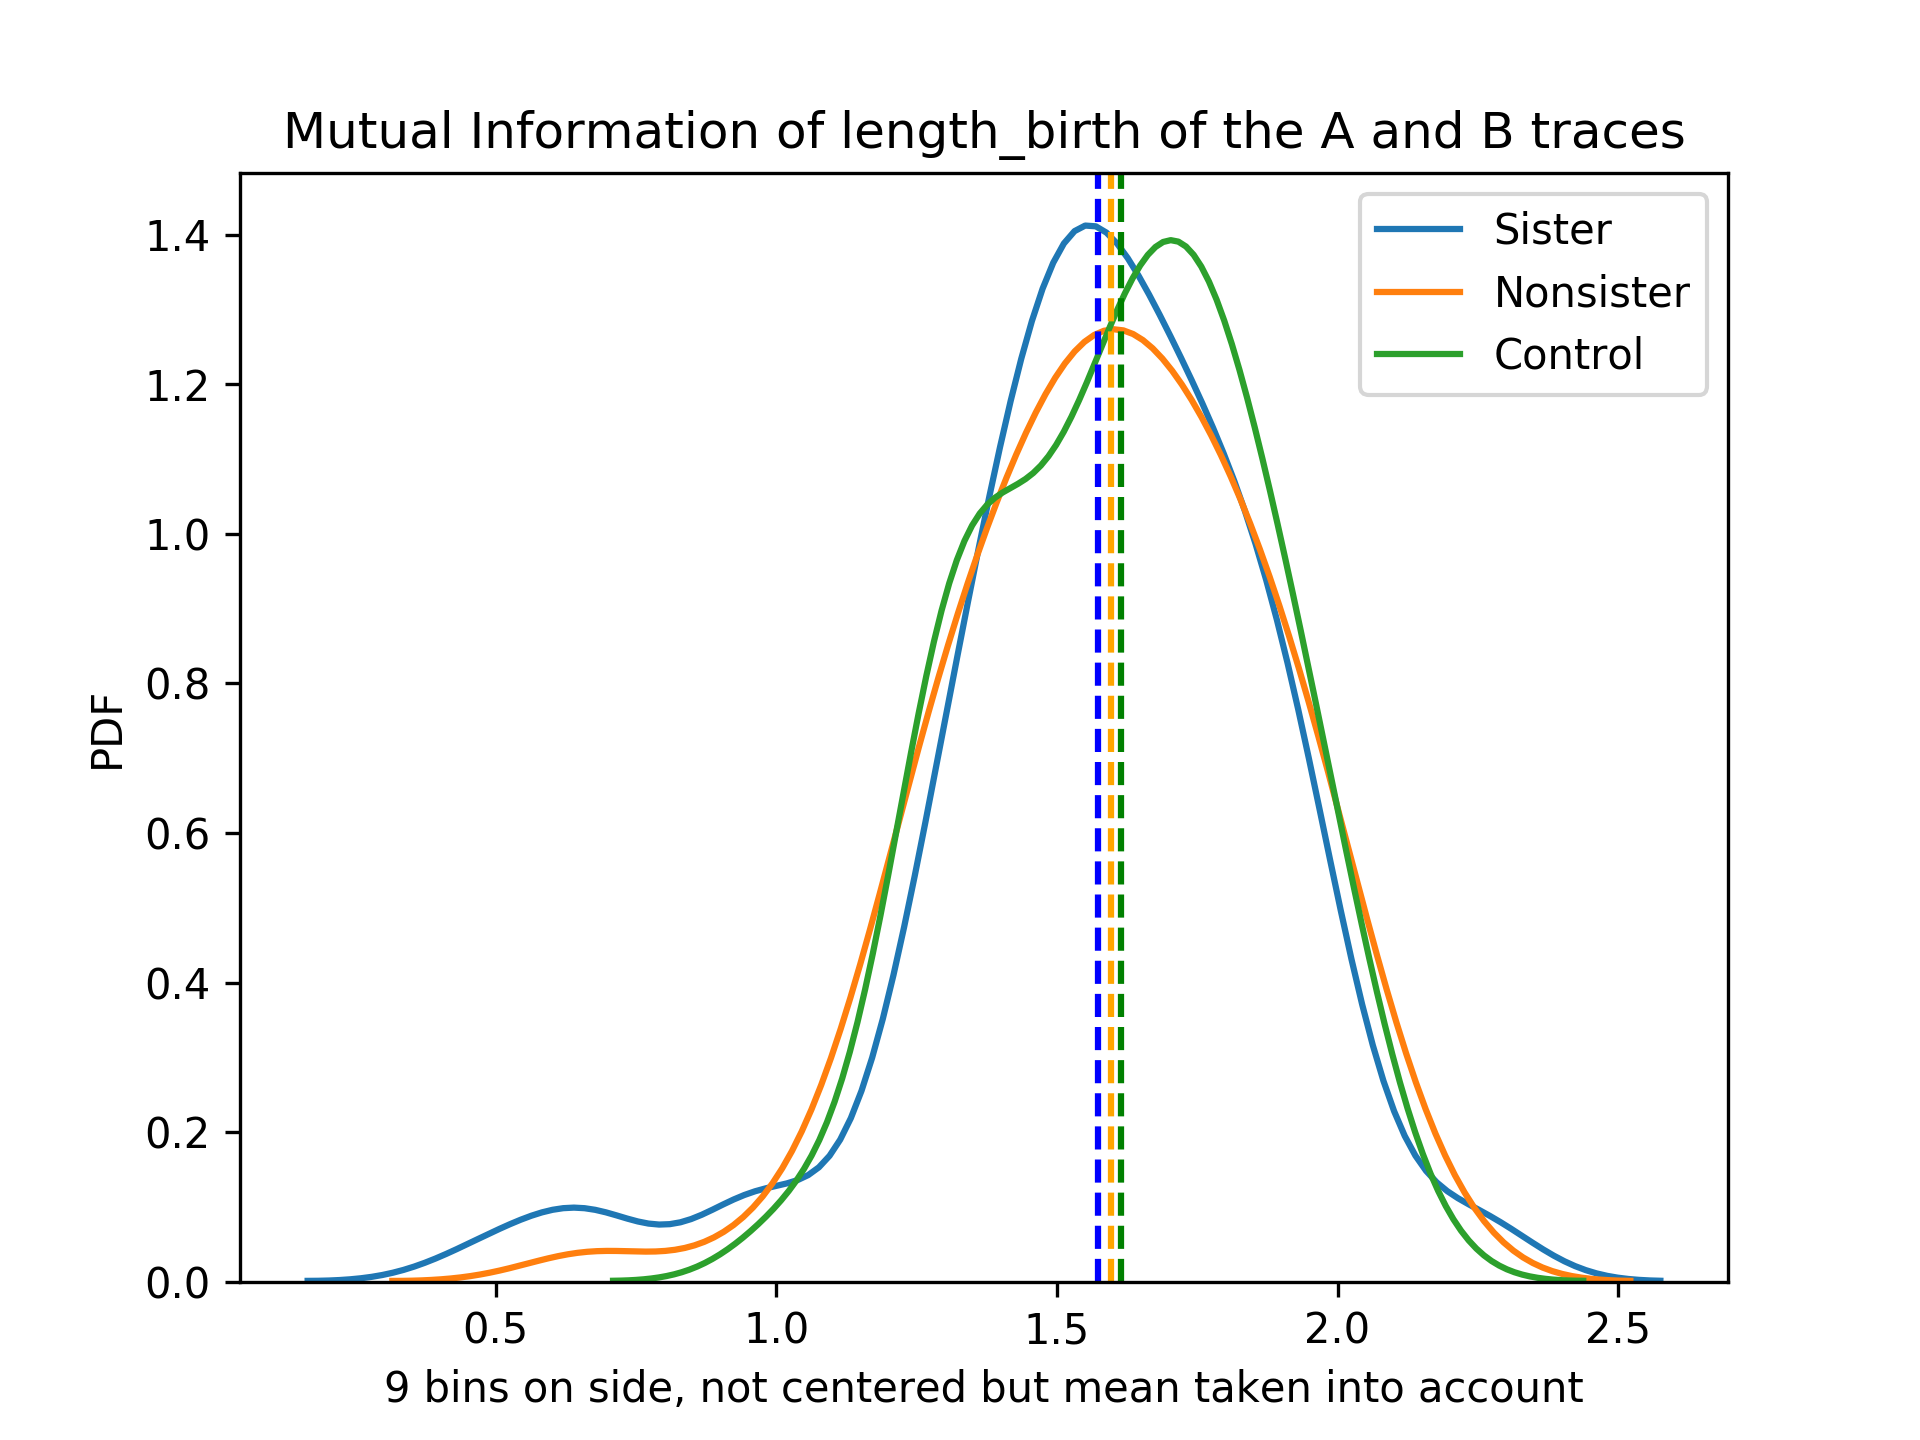 Mutual Information of length_birth of the A and B traces
Sister
Nonsister
Control
PDF
1.4
1.2
1.0
0.8
0.6
0.4
0.2
0.0
0.5 1.0 1.5 2.0 2.5
9 bins on side, not centered but mean taken into account